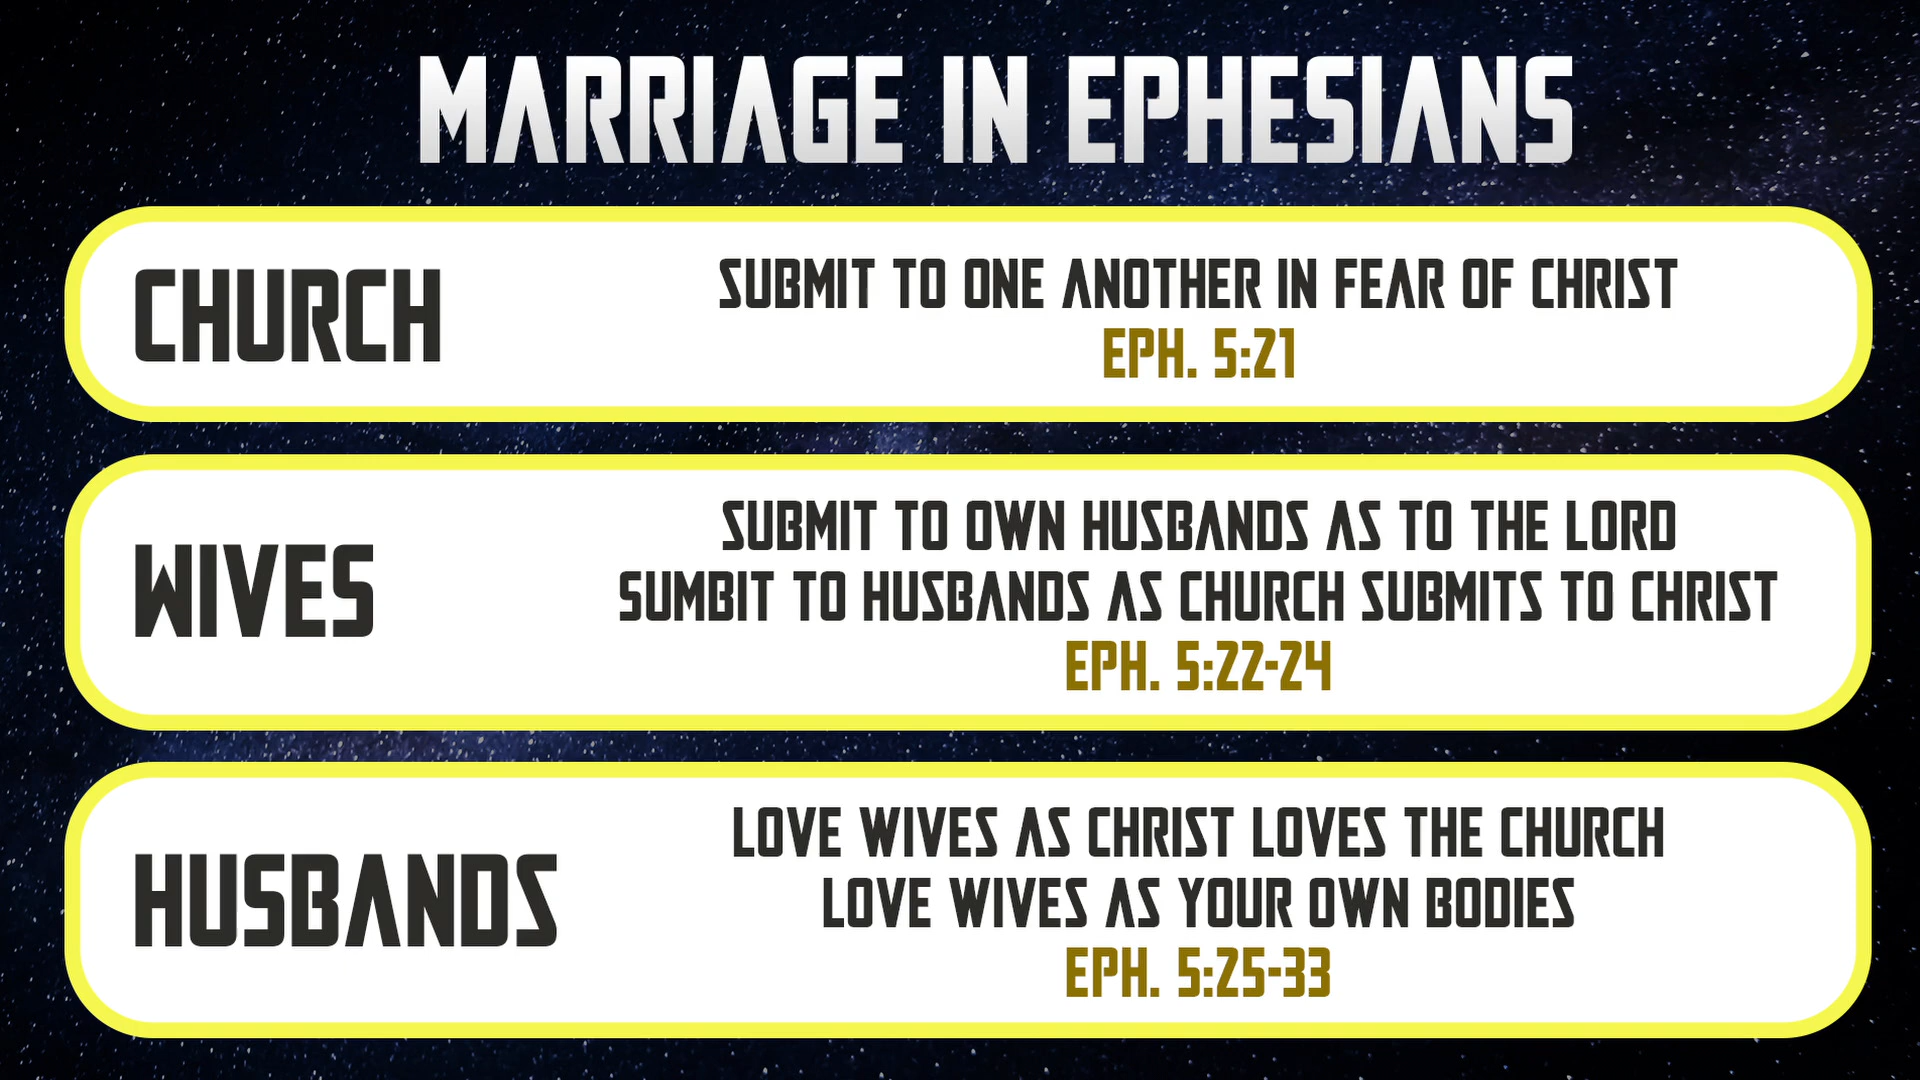 MARRIAGE IN EPHESIANS
CHURCH
SUBMIT TO ONE ANOTHER IN FEAR OF CHRIST
EPH. 5:21
WIVES
SUBMIT TO OWN HUSBANDS AS TO THE LORD
SUMBIT TO HUSBANDS AS CHURCH SUBMITS TO CHRIST
EPH. 5:22-24
HUSBANDS
LOVE WIVES AS CHRIST LOVES THE CHURCH
LOVE WIVES AS YOUR OWN BODIES
EPH. 5:25-33